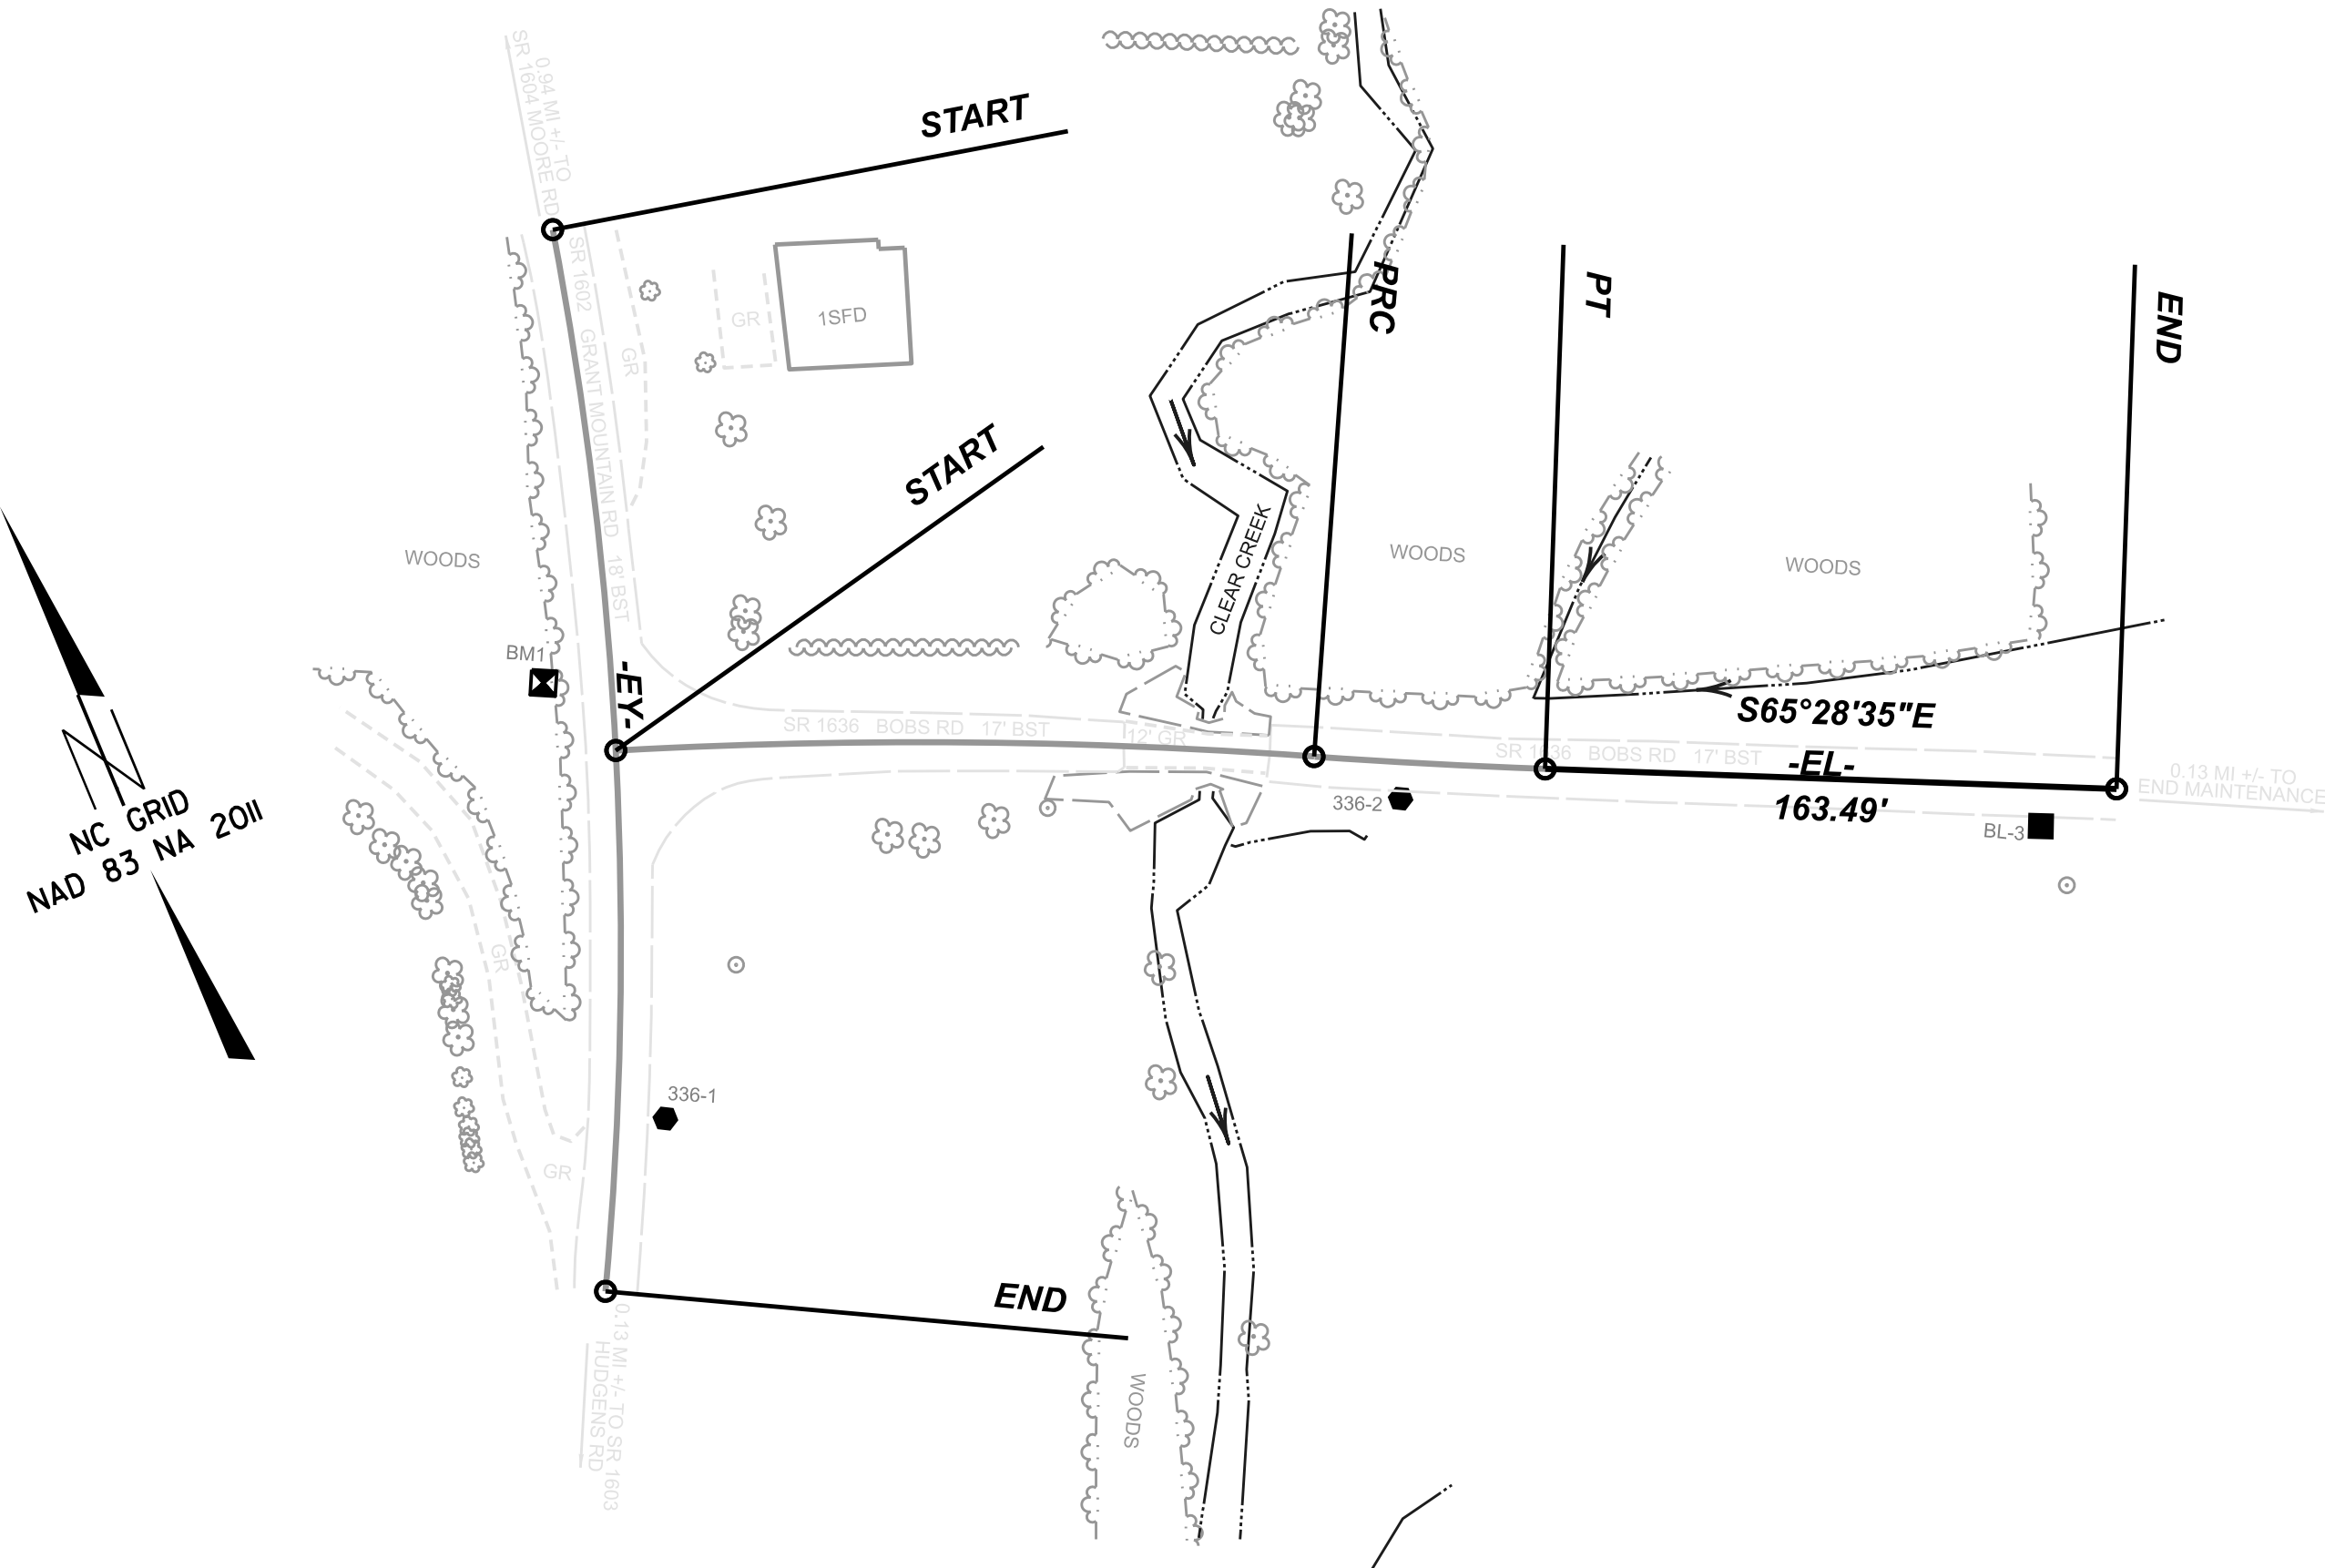 0.94 MI +/- TO
SR 1604 MOORE RD
START
SR 1602 GRANT MOUNTAIN RD 18' BST
GR
GR
1SFD
PRC
PT
END
START
CLEAR CREEK
WOODS
WOODS
WOODS
BM1
-EY-
SR 1636 BOBS RD 17' BST
12' GR
SR 1636 BOBS RD 17' BST
S65°28'35"E
-EL-
163.49'
0.13 MI +/- TO
END MAINTENANCE
336-2
BL-3
NC GRID
NAD 83 NA 2011
GR
336-1
GR
END
0.13 MI +/- TO SR 1603
HUDGENS RD
WOODS